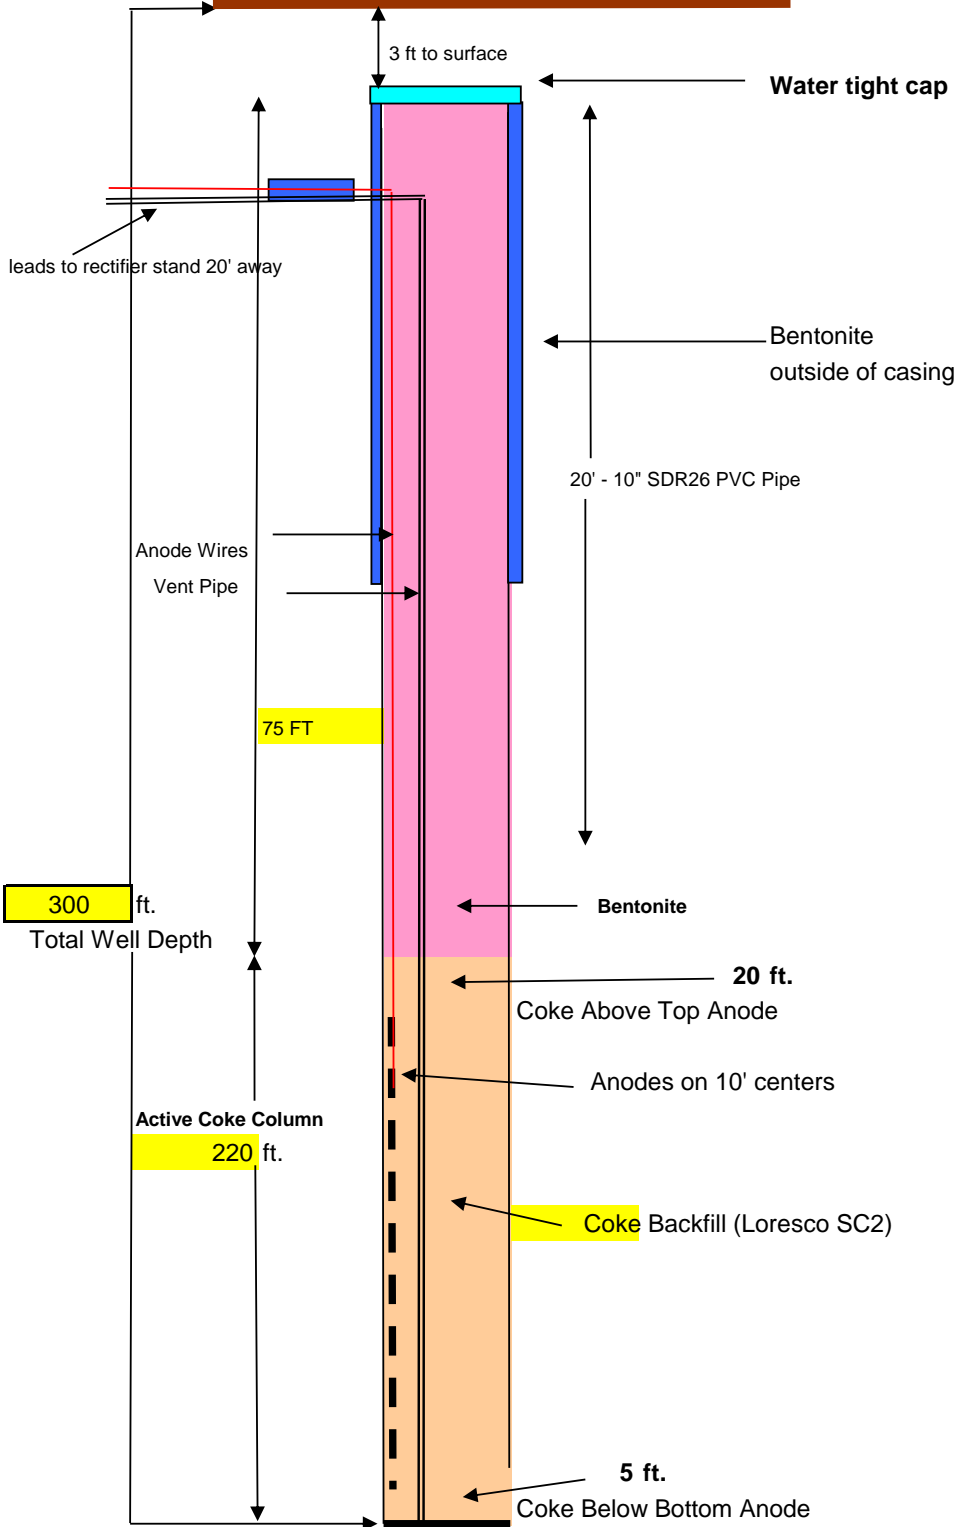 3 ft to surface
Water tight cap
leads to rectifier stand 20' away
Bentonite
outside of casing
20' - 10" SDR26 PVC Pipe
Anode Wires
Vent Pipe
75 FT
300 ft.
Total Well Depth
Bentonite
20 ft.
Coke Above Top Anode
Anodes on 10' centers
Active Coke Column
220 ft.
Coke Backfill (Loresco SC2)
5 ft.
Coke Below Bottom Anode